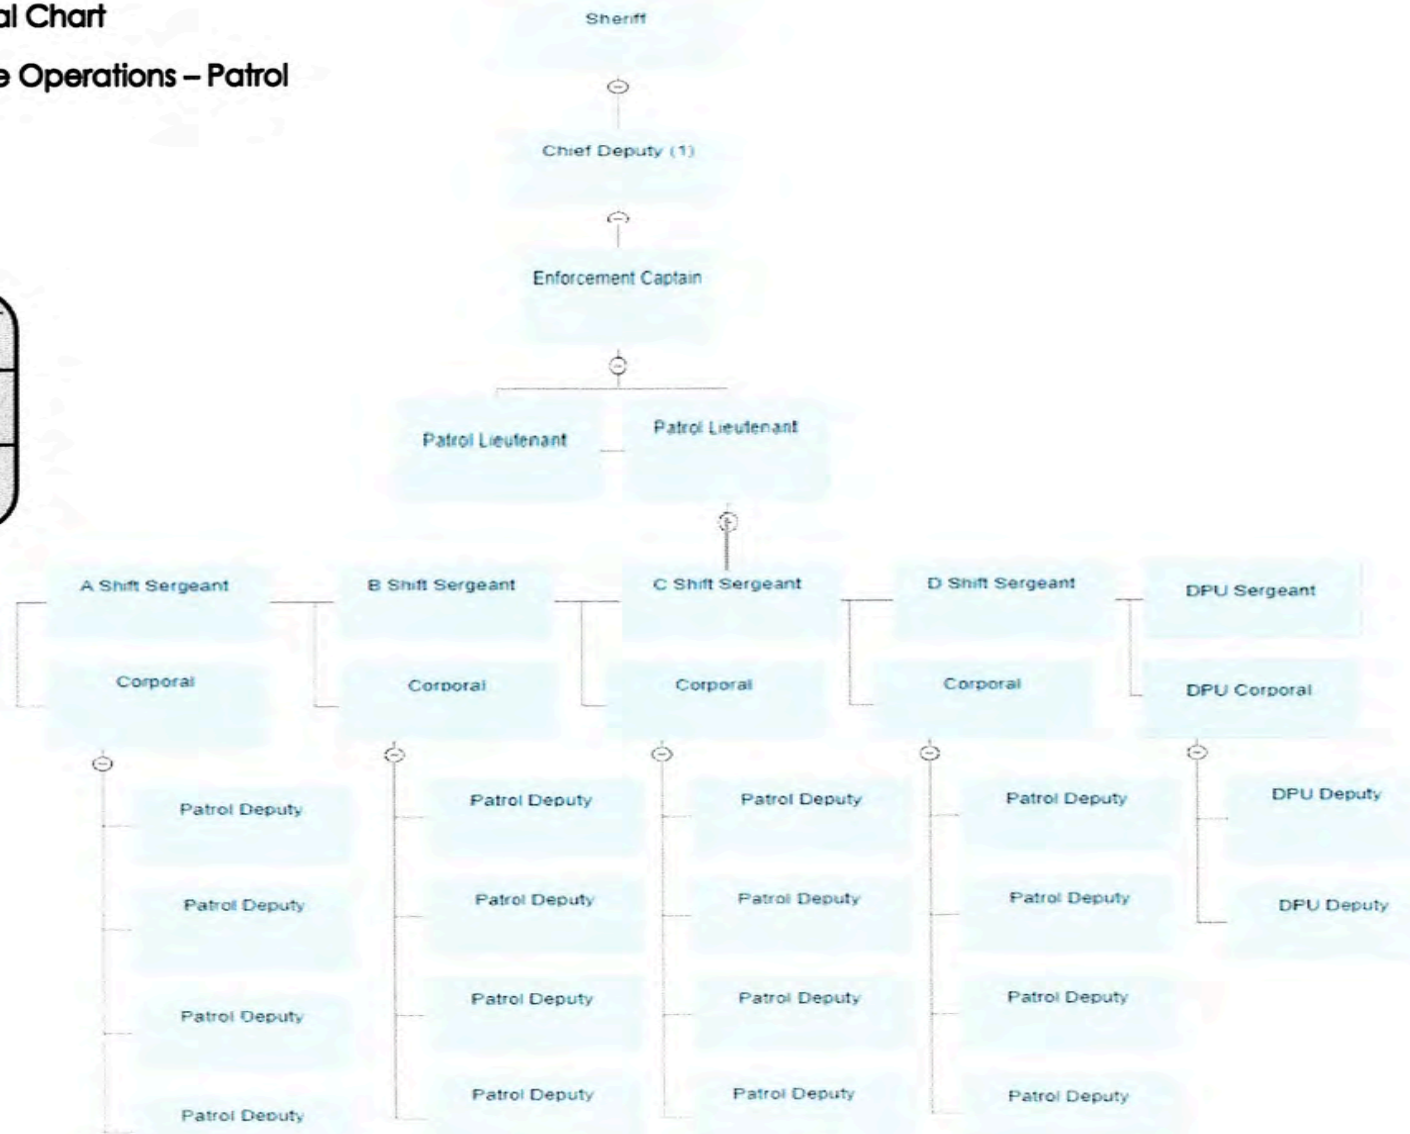 al Chart
Sheriff
e Operations – Patrol
Chief Deputy (1)
Enforcement Captain
Patrol Lieutenant
Patrol Lieutenant
A Shift Sergeant
B Shift Sergeant
C Shift Sergeant
D Shift Sergeant
DPU Sergeant
Corporal
Corporal
Corporal
Corporal
DPU Corporal
Patrol Deputy
Patrol Deputy
Patrol Deputy
Patrol Deputy
DPU Deputy
Patrol Deputy
Patrol Deputy
Patrol Deputy
Patrol Deputy
DPU Deputy
Patrol Deputy
Patrol Deputy
Patrol Deputy
Patrol Deputy
Patrol Deputy
Patrol Deputy
Patrol Deputy
Patrol Deputy